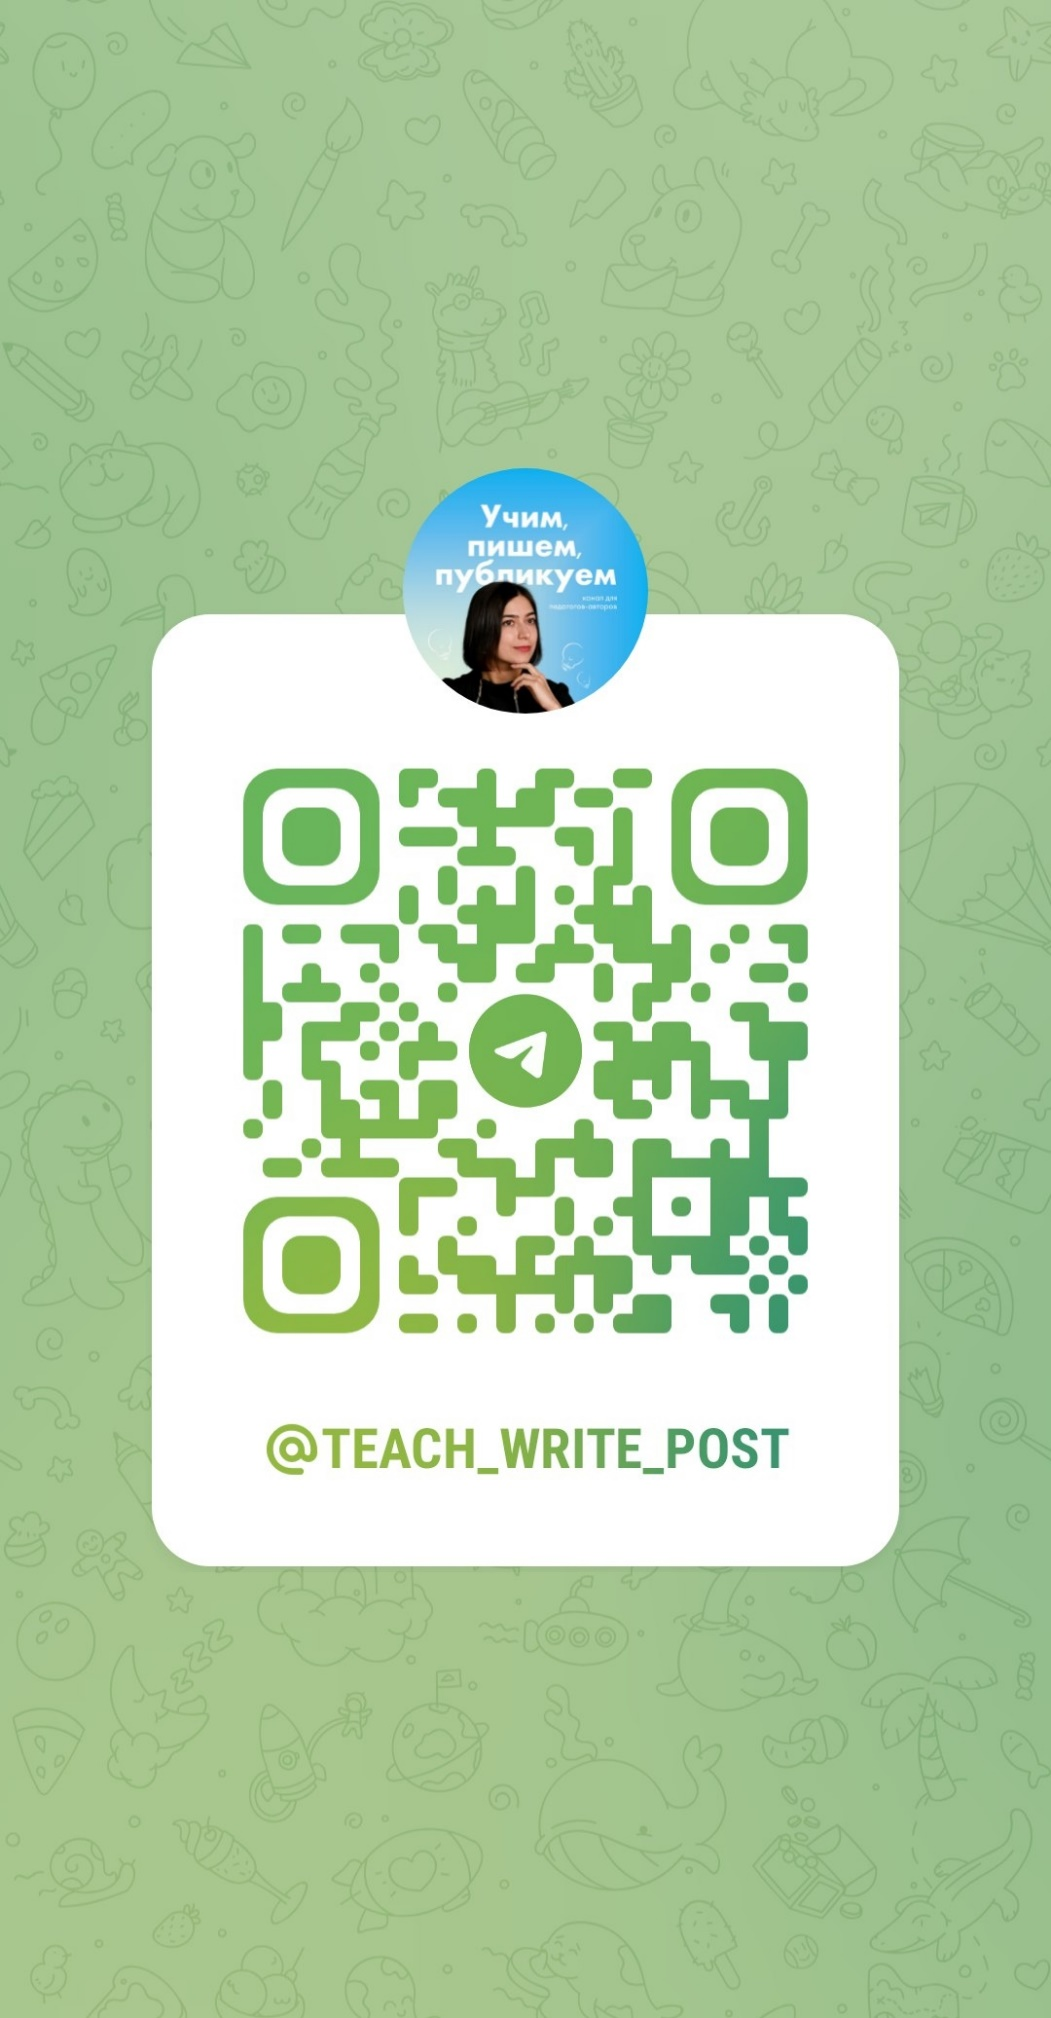 Учим,
пишем,
публикуем
канал для
педагогов-авторов
@TEACH_WRITE_POST